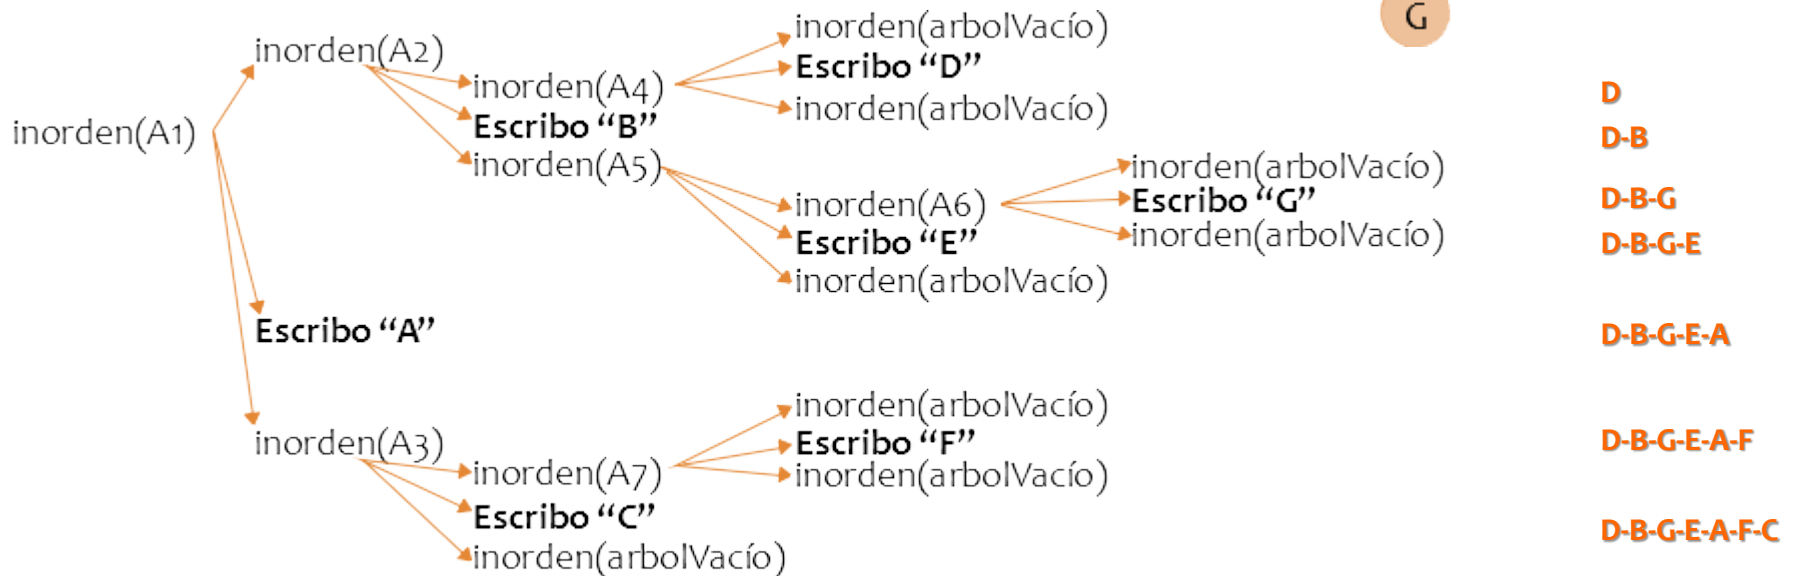 G
inorden(arbolVacío)
inorden(A2)
Escribo “D”
inorden(A4)
D
inorden(arbolVacío)
Escribo “B”
inorden(A1)
D-B
inorden(A5)
inorden(arbolVacío)
Escribo “G”
D-B-G
inorden(A6)
inorden(arbolVacío)
Escribo “E”
D-B-G-E
inorden(arbolVacío)
Escribo “A”
D-B-G-E-A
inorden(arbolVacío)
inorden(A3)
Escribo “F”
D-B-G-E-A-F
inorden(A7)
inorden(arbolVacío)
Escribo “C”
D-B-G-E-A-F-C
inorden(arbolVacío)